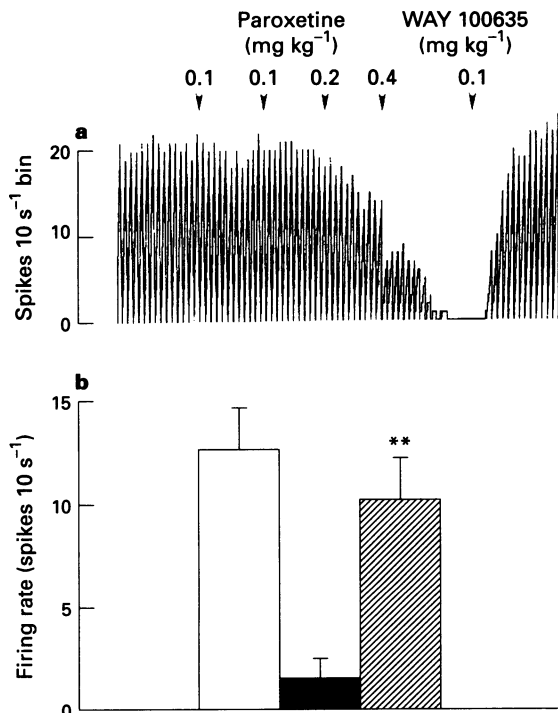 Paroxetine WAY 100635
(mg kg⁻¹) (mg kg⁻¹)
0.1 0.1 0.2 0.4 0.1
a
20
10
0
Spikes 10 s⁻¹ bin
b
15
10
5
0
Firing rate (spikes 10 s⁻¹)
**